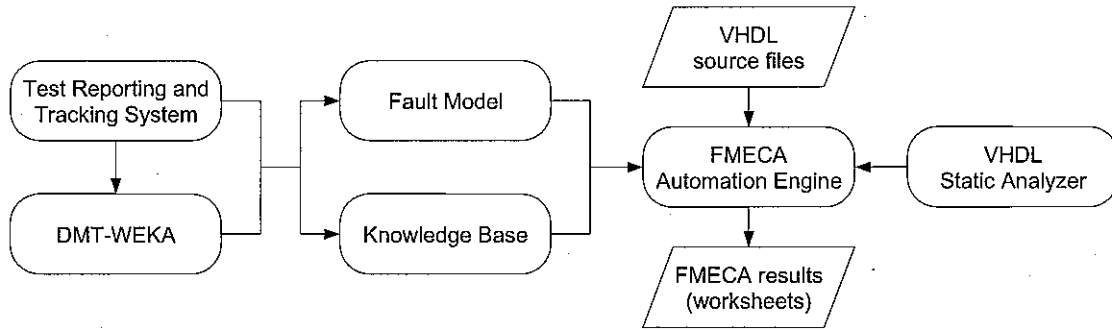 Test Reporting and
Tracking System
DMT-WEKA
Fault Model
Knowledge Base
VHDL
source files
FMECA
Automation Engine
VHDL
Static Analyzer
FMECA results
(worksheets)